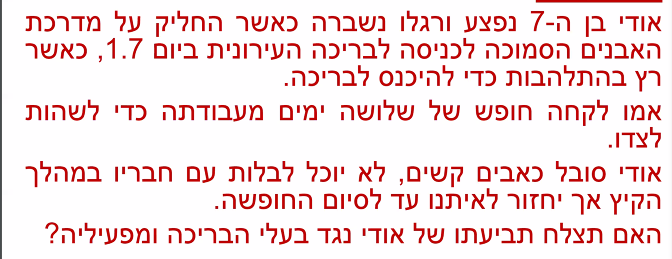 אודי בן ה-7 נפצע ורגלו נשברה כאשר החליק על מדרכת
האבנים הסמוכה לכניסה לבריכה העירונית ביום 1.7, כאשר
רץ בהתלהבות כדי להיכנס לבריכה.
אמו לקחה חופש של שלושה ימים מעבודתה כדי לשהות
לצדו.
אודי סובל כאבים קשים, לא יוכל לבלות עם חבריו במהלך
הקיץ אך יחזור לאיתנו עד לסיום החופשה.
האם תצלח תביעתו של אודי נגד בעלי הבריכה ומפעיליה?